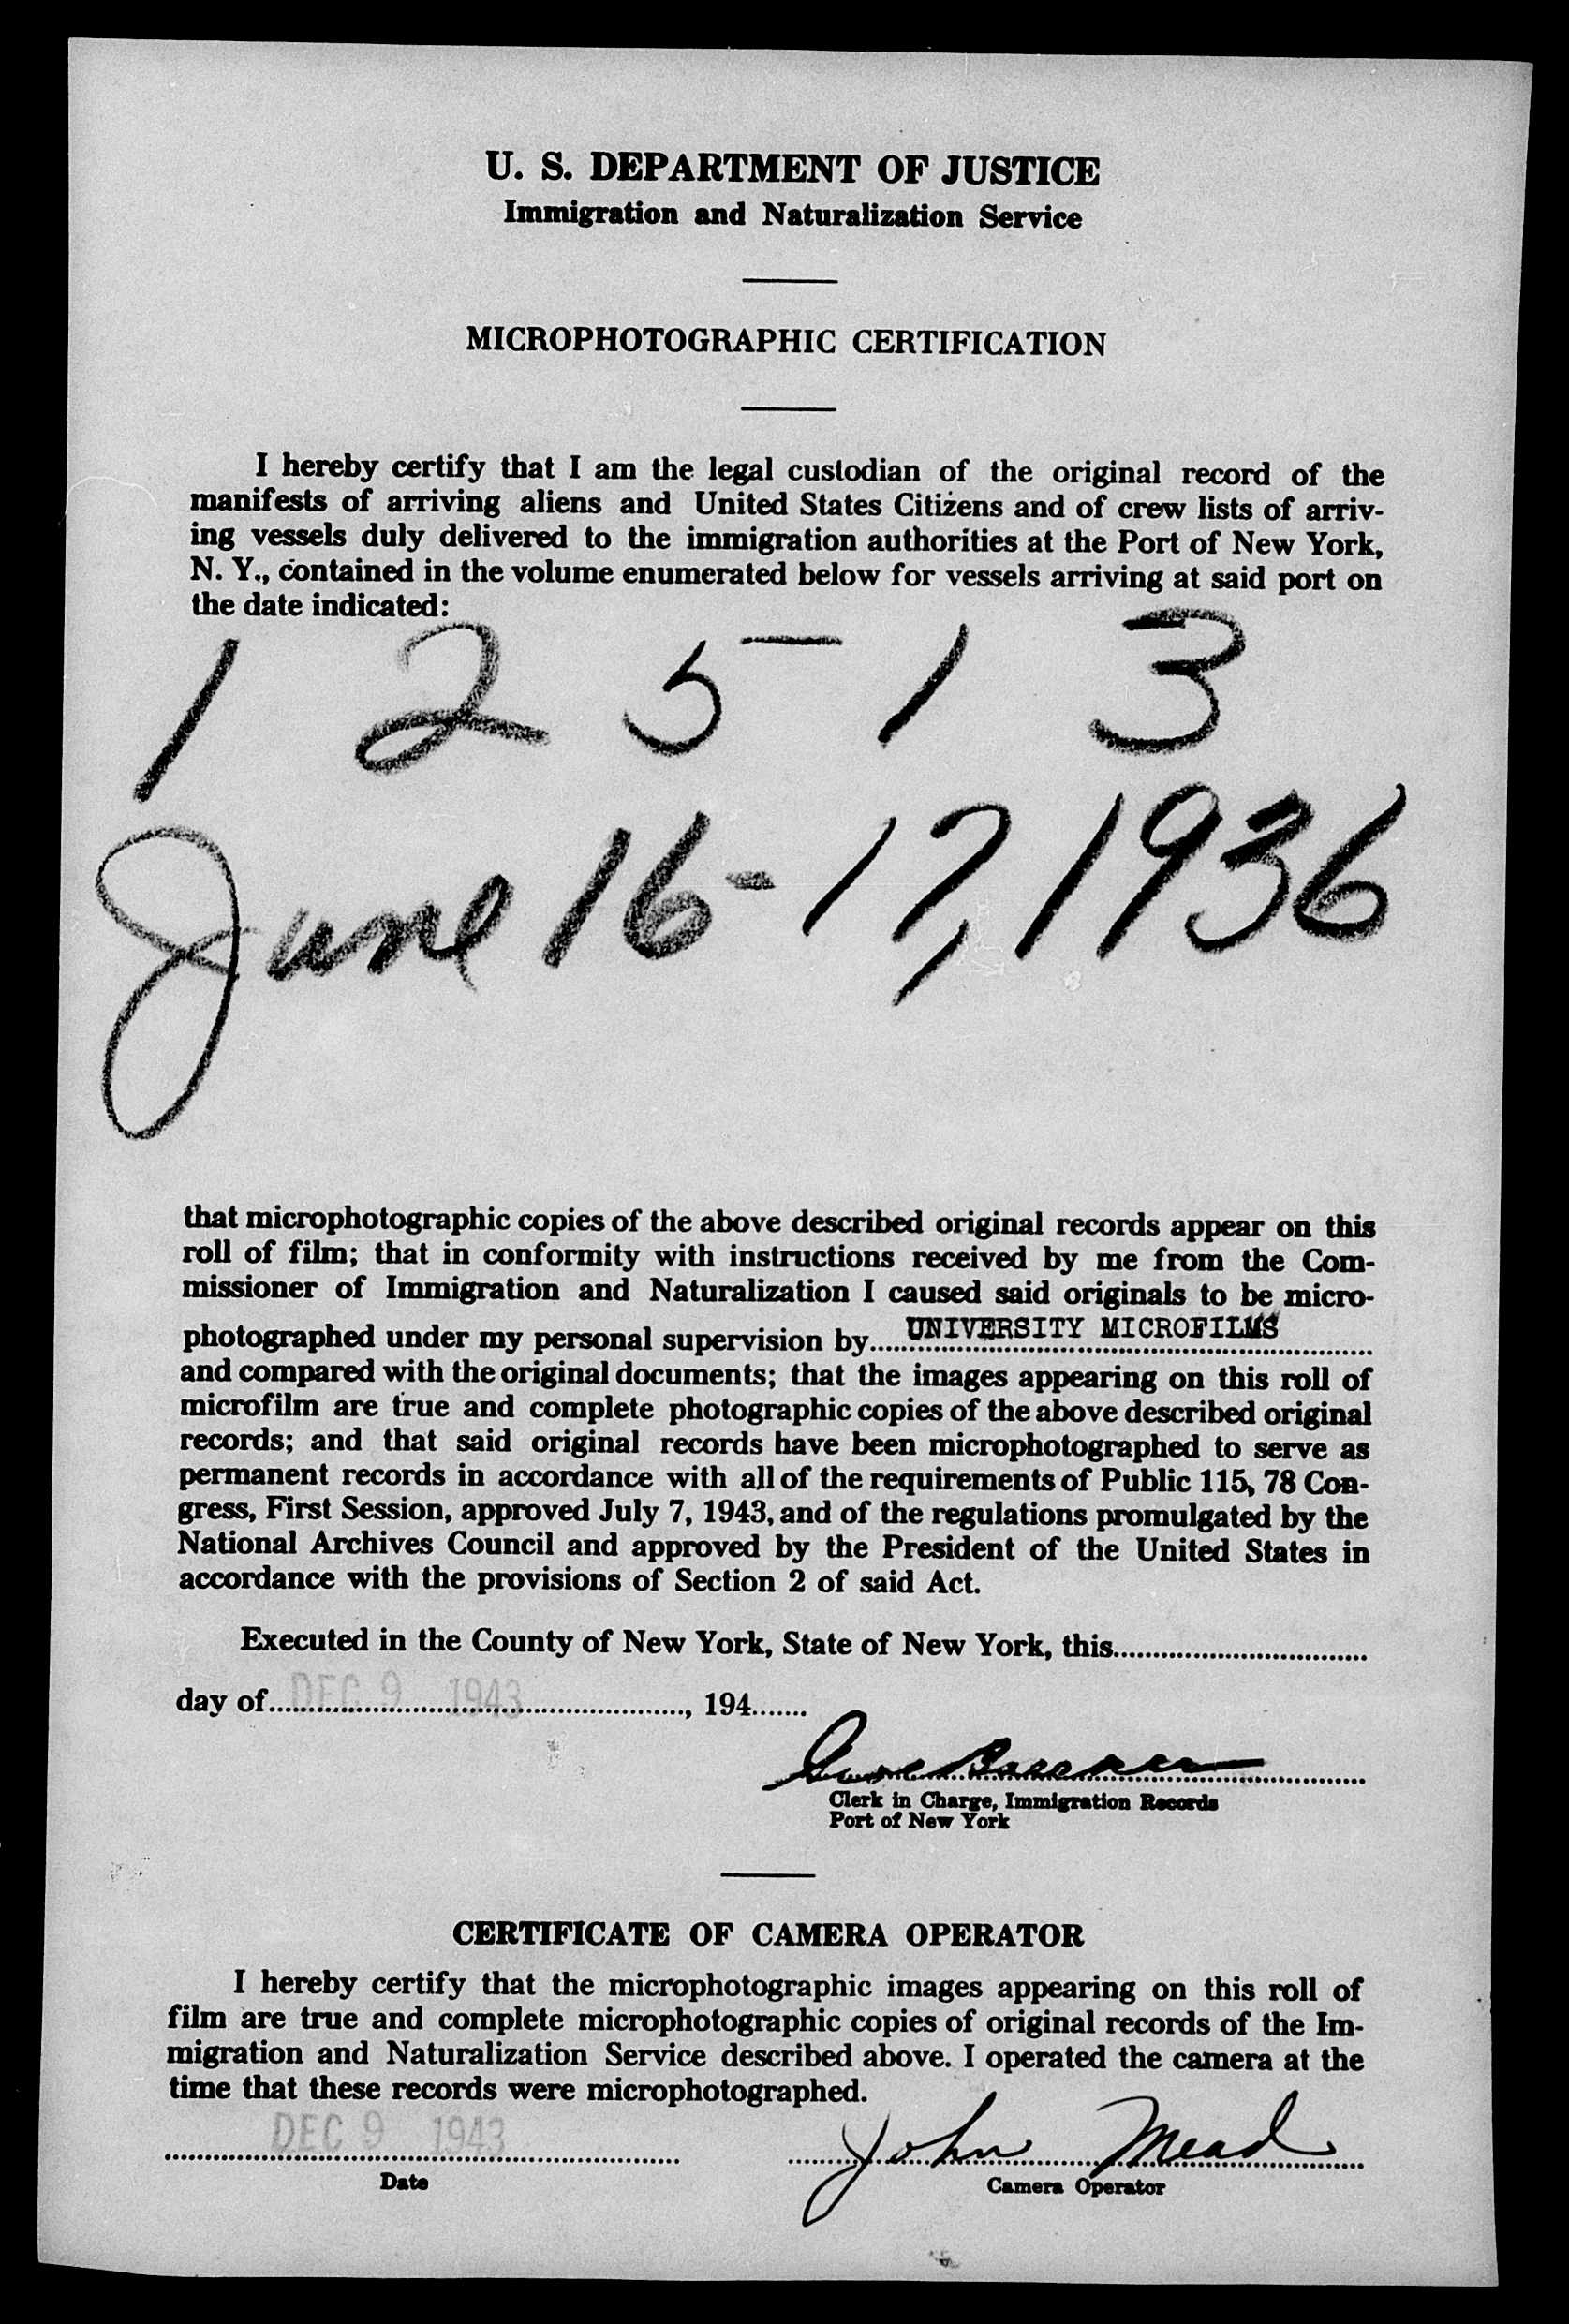 U. S. DEPARTMENT OF JUSTICE
Immigration and Naturalization Service
MICROPHOTOGRAPHIC CERTIFICATION
I hereby certify that I am the legal custodian of the original record of the
manifests of arriving aliens and United States Citizens and of crew lists of arriv-
ing vessels duly delivered to the immigration authorities at the Port of New York,
N. Y., contained in the volume enumerated below for vessels arriving at said port on
the date indicated:
1 2 5 1 3
June 16-17, 1936
that microphotographic copies of the above described original records appear on this
roll of film; that in conformity with instructions received by me from the Com-
missioner of Immigration and Naturalization I caused said originals to be micro-
photographed under my personal supervision by UNIVERSITY MICROFILMS
and compared with the original documents; that the images appearing on this roll of
microfilm are true and complete photographic copies of the above described original
records; and that said original records have been microphotographed to serve as
permanent records in accordance with all of the requirements of Public 115, 78 Con-
gress, First Session, approved July 7, 1943, and of the regulations promulgated by the
National Archives Council and approved by the President of the United States in
accordance with the provisions of Section 2 of said Act.
Executed in the County of New York, State of New York, this
day of DEC 9 1943, 194
Clerk in Charge, Immigration Records
Port of New York
CERTIFICATE OF CAMERA OPERATOR
I hereby certify that the microphotographic images appearing on this roll of
film are true and complete microphotographic copies of original records of the Im-
migration and Naturalization Service described above. I operated the camera at the
time that these records were microphotographed.
DEC 9 1943 John Mead
Date Camera Operator